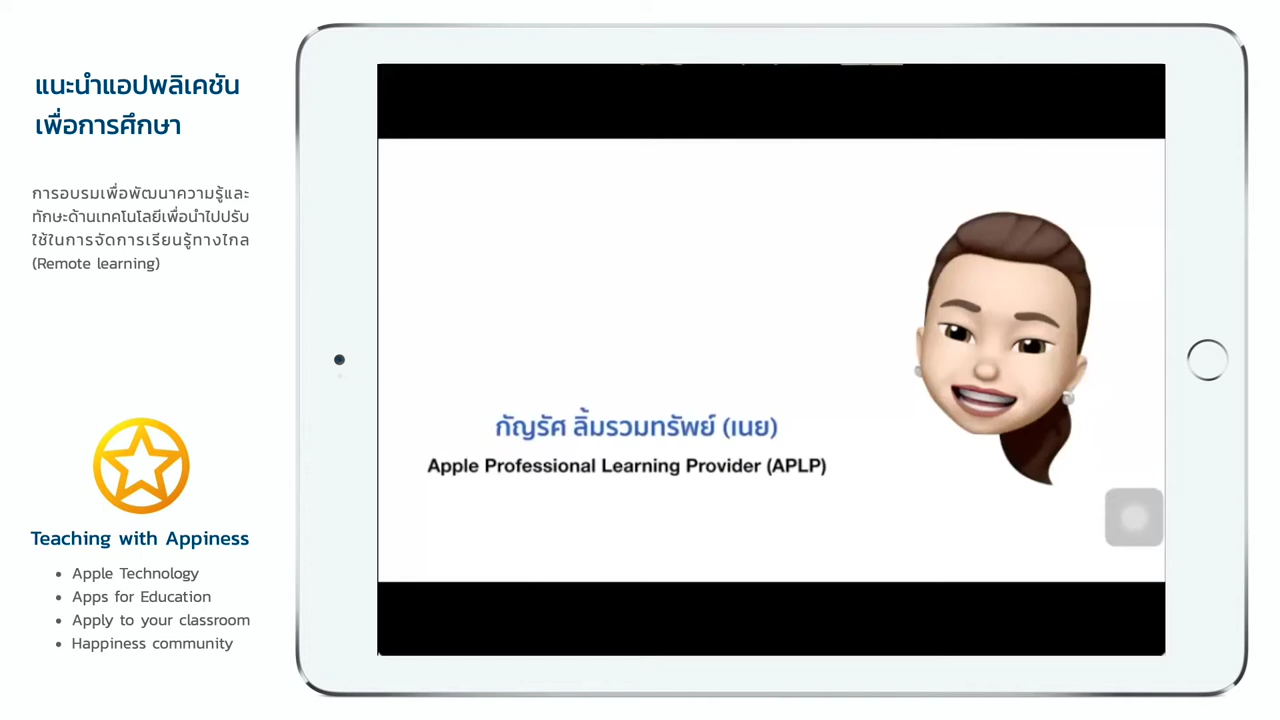 แนะนำแอปพลิเคชัน
เพื่อการศึกษา
การอบรมเพื่อพัฒนาความรู้และ
ทักษะด้านเทคโนโลยีเพื่อนำไปปรับ
ใช้ในการจัดการเรียนรู้ทางไกล
(Remote learning)
Teaching with Appiness
• Apple Technology
• Apps for Education
• Apply to your classroom
• Happiness community
กัญรัศ ลิ้มรวมทรัพย์ (เนย)
Apple Professional Learning Provider (APLP)